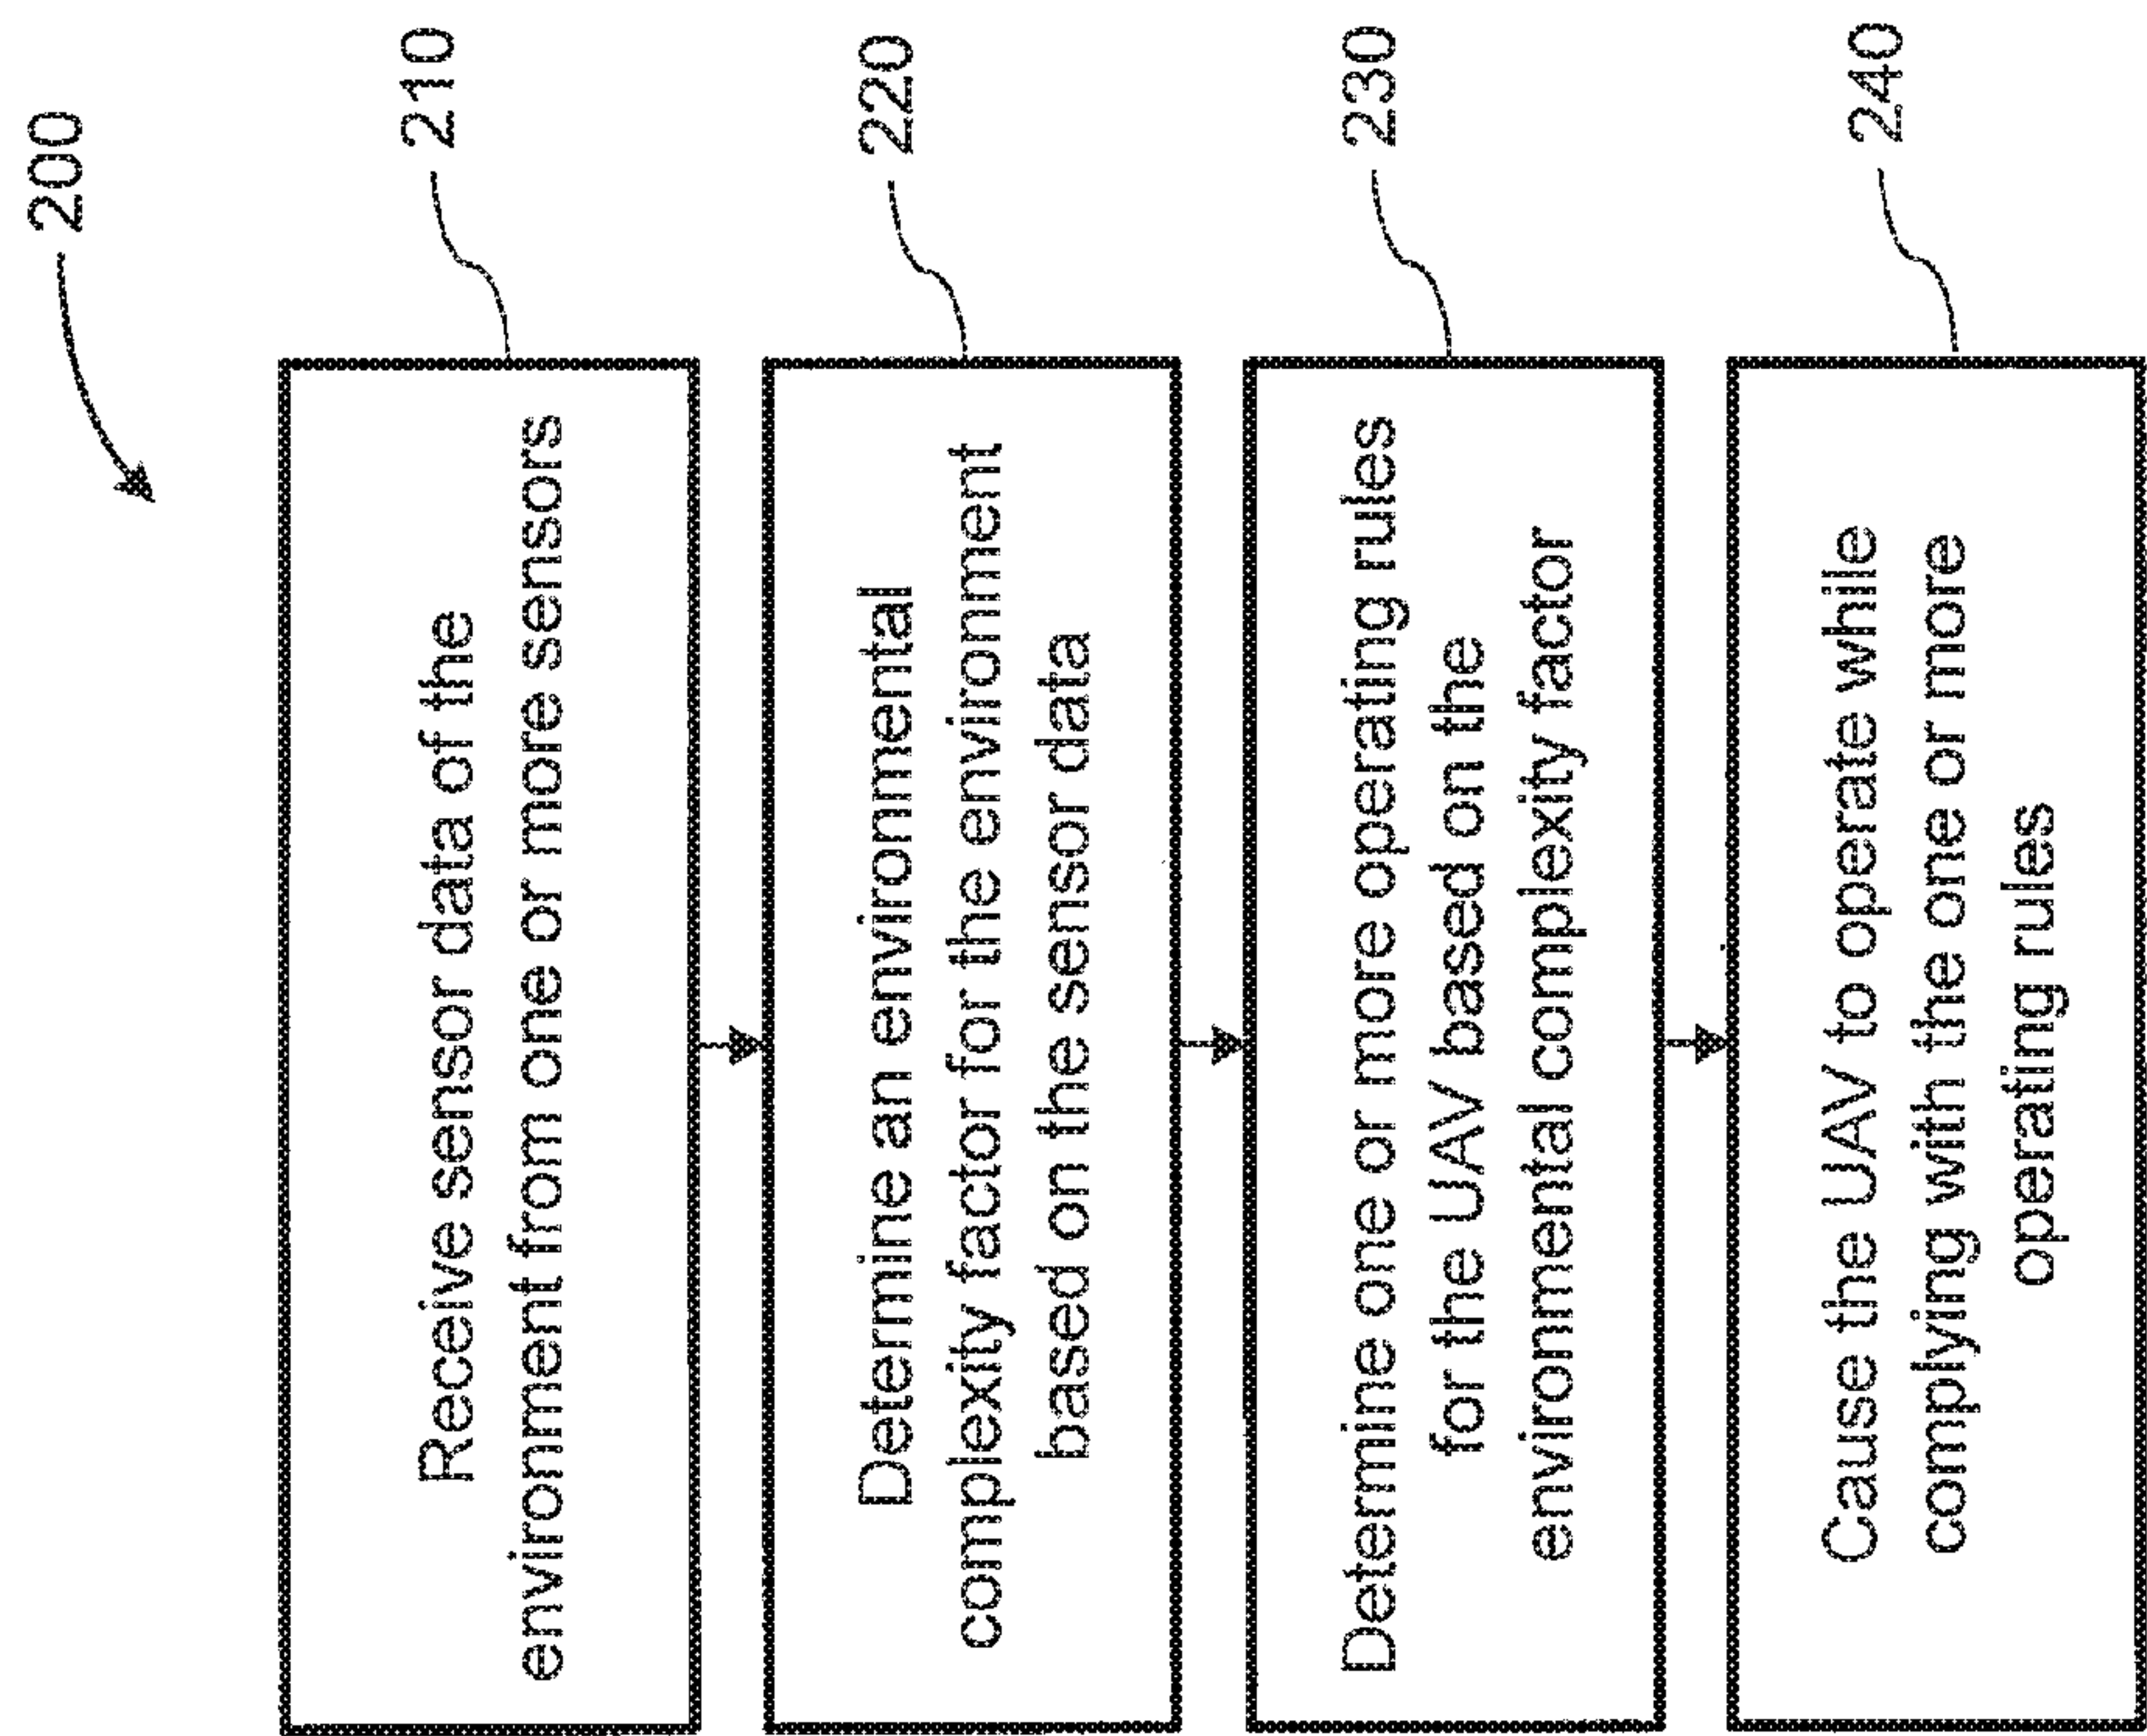 200
210
Receive sensor data of the
environment from one or more sensors
220
Determine an environmental
complexity factor for the environment
based on the sensor data
230
Determine one or more operating rules
for the UAV based on the
environmental complexity factor
240
Cause the UAV to operate while
complying with the one or more
operating rules